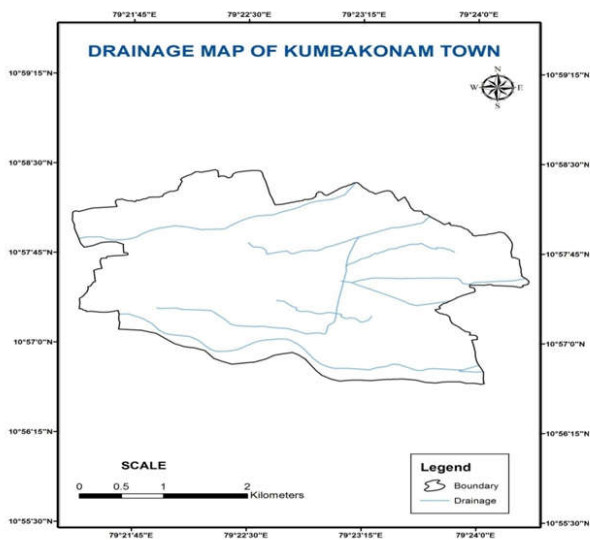 79°21'45"E 79°22'30"E 79°23'15"E 79°24'0"E
DRAINAGE MAP OF KUMBAKONAM TOWN
N
W E
S
10°59'15"N 10°59'15"N
10°58'30"N 10°58'30"N
10°57'45"N 10°57'45"N
10°57'0"N 10°57'0"N
10°56'15"N 10°56'15"N
10°55'30"N 10°55'30"N
SCALE
0 0.5 1 2
Kilometers
Legend
Boundary
Drainage
79°21'45"E 79°22'30"E 79°23'15"E 79°24'0"E